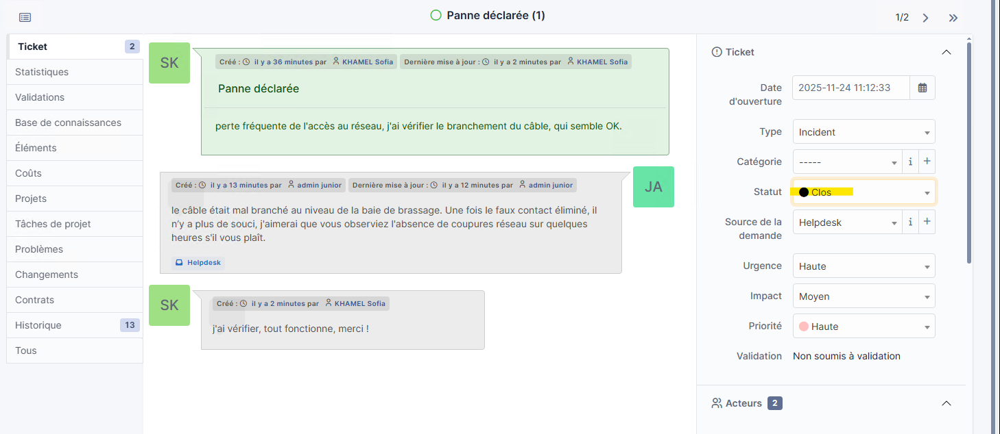 Panne déclarée (1)
1/2
Ticket 2
Statistiques
Validations
Base de connaissances
Éléments
Coûts
Projets
Tâches de projet
Problèmes
Changements
Contrats
Historique 13
Tous
SK
Créé : il y a 36 minutes par KHAMEL Sofia Dernière mise à jour : il y a 2 minutes par KHAMEL Sofia
Panne déclarée
perte fréquente de l'accès au réseau, j'ai vérifier le branchement du câble, qui semble OK.
Créé : il y a 13 minutes par admin junior Dernière mise à jour : il y a 12 minutes par admin junior
JA
le câble était mal branché au niveau de la baie de brassage. Une fois le faux contact éliminé, il
n'y a plus de souci, j'aimerai que vous observiez l'absence de coupures réseau sur quelques
heures s'il vous plaît.
Helpdesk
SK
Créé : il y a 2 minutes par KHAMEL Sofia
j'ai vérifier, tout fonctionne, merci !
Ticket
Date
d'ouverture
2025-11-24 11:12:33
Type
Incident
Catégorie
-----
i +
Statut
Clos
Source de la
demande
Helpdesk
i +
Urgence
Haute
Impact
Moyen
Priorité
Haute
Validation
Non soumis à validation
Acteurs 2